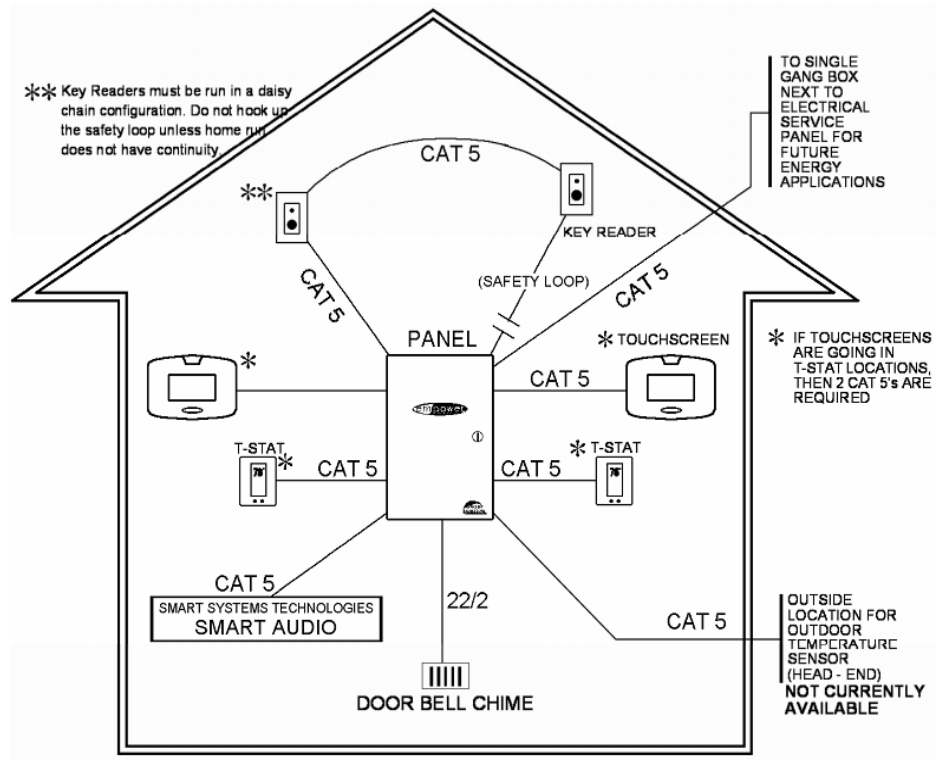 ** Key Readers must be run in a daisy
chain configuration. Do not hook up
the safety loop unless home run
does not have continuity.
TO SINGLE
GANG BOX
NEXT TO
ELECTRICAL
SERVICE
PANEL FOR
FUTURE
ENERGY
APPLICATIONS
CAT 5
**
KEY READER
CAT 5
(SAFETY LOOP)
CAT 5
PANEL
* TOUCHSCREEN
* IF TOUCHSCREENS
ARE GOING IN
T-STAT LOCATIONS,
THEN 2 CAT 5's ARE
REQUIRED
*
CAT 5
empower
T-STAT
*
CAT 5
CAT 5
* T-STAT
78°
78°
CAT 5
SMART SYSTEMS TECHNOLOGIES
SMART AUDIO
22/2
DOOR BELL CHIME
CAT 5
OUTSIDE
LOCATION FOR
OUTDOOR
TEMPERATURE
SENSOR
(HEAD - END)
NOT CURRENTLY
AVAILABLE